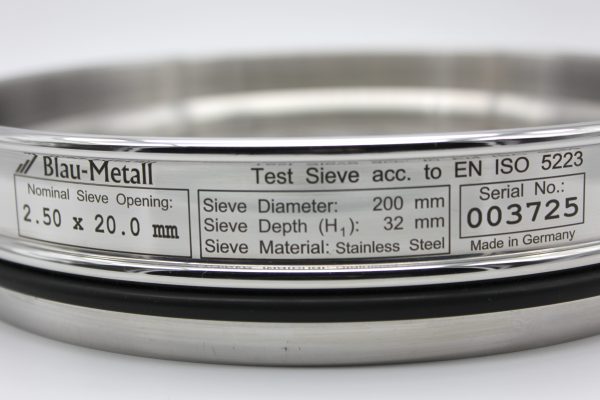 Blau-Metall
Nominal Sieve Opening:
2.50 x 20.0 mm
Test Sieve acc. to EN ISO 5223
Sieve Diameter: 200 mm
Sieve Depth (H₁): 32 mm
Sieve Material: Stainless Steel
Serial No.:
003725
Made in Germany